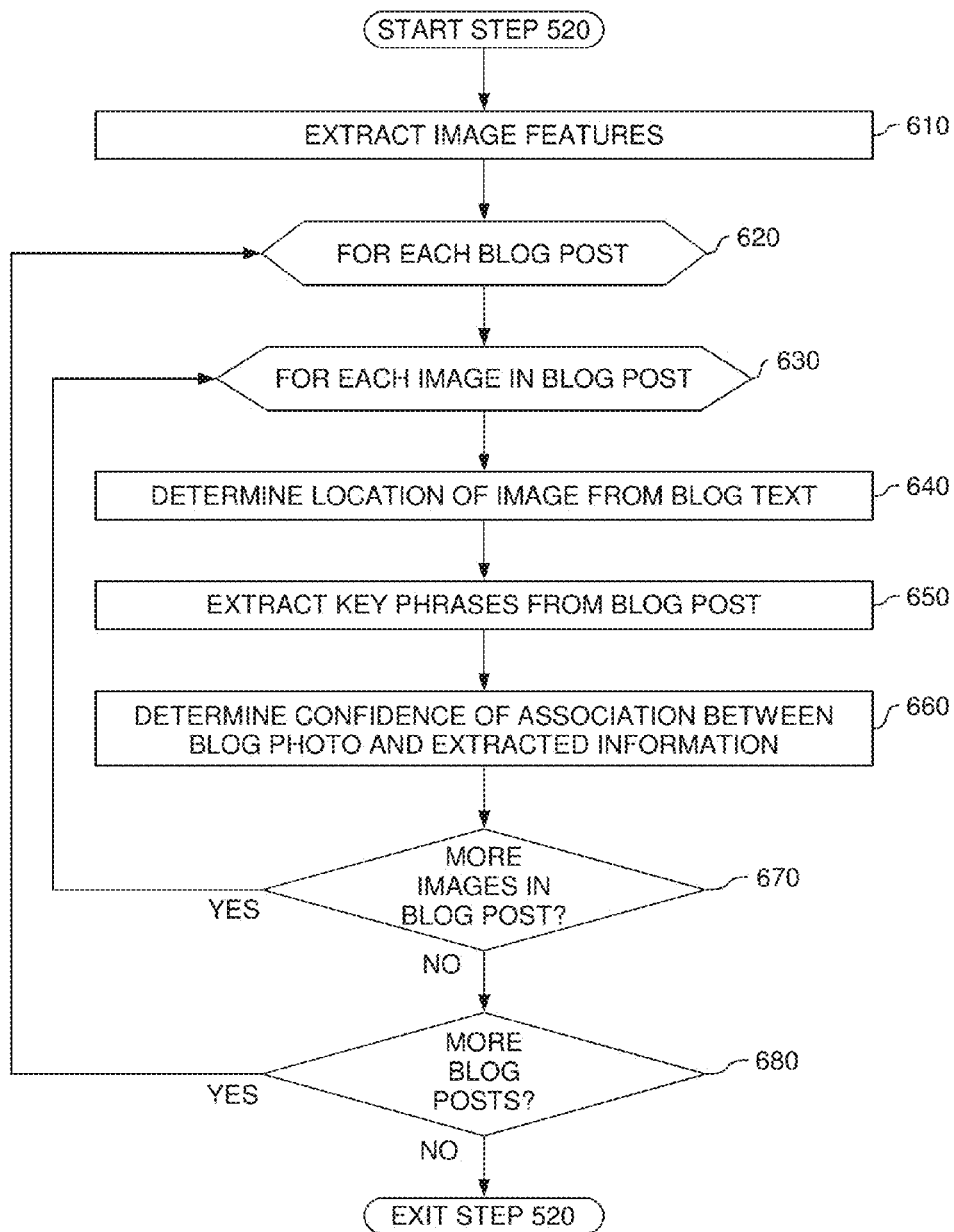 START STEP 520
EXTRACT IMAGE FEATURES
610
FOR EACH BLOG POST
620
FOR EACH IMAGE IN BLOG POST
630
DETERMINE LOCATION OF IMAGE FROM BLOG TEXT
640
EXTRACT KEY PHRASES FROM BLOG POST
650
DETERMINE CONFIDENCE OF ASSOCIATION BETWEEN
BLOG PHOTO AND EXTRACTED INFORMATION
660
MORE
IMAGES IN
BLOG POST?
670
YES
NO
MORE
BLOG
POSTS?
680
YES
NO
EXIT STEP 520